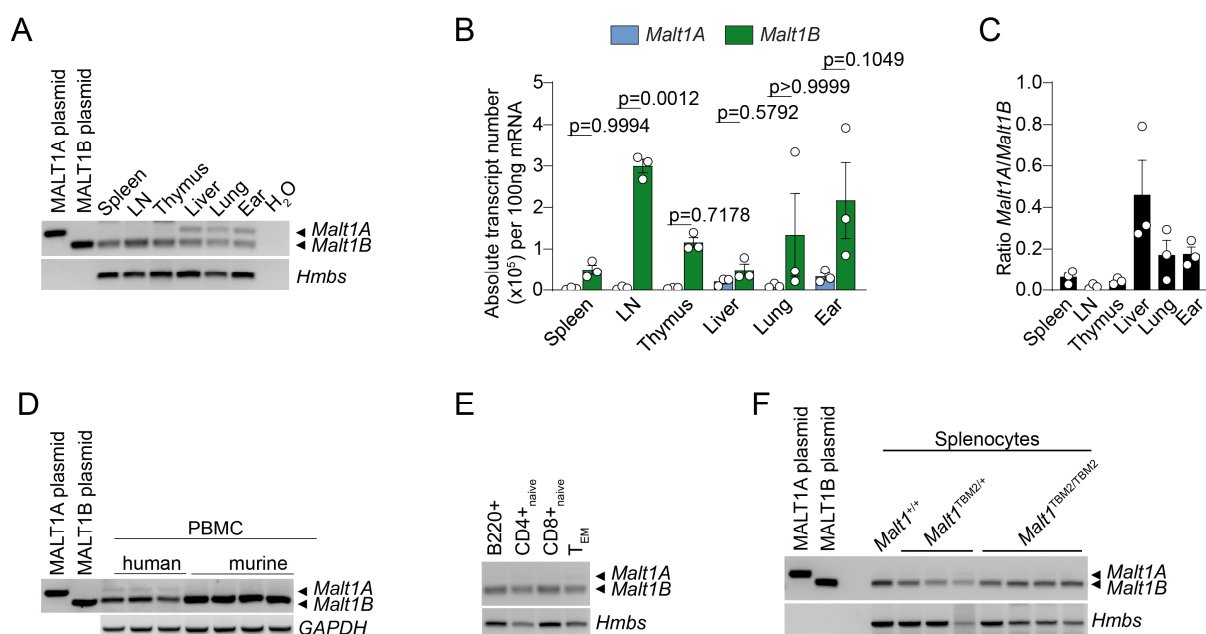 A
MALT1A plasmid
MALT1B plasmid
Spleen
LN
Thymus
Liver
Lung
Ear
H2O
◄ Malt1A
◄ Malt1B
Hmbs
B
Malt1A
Malt1B
Absolute transcript number
(x10⁵) per 100ng mRNA
5
4
3
2
1
0
p=0.9994
p=0.0012
p=0.7178
p=0.5792
p>0.9999
p=0.1049
Spleen
LN
Thymus
Liver
Lung
Ear
C
Ratio Malt1A/Malt1B
1.0
0.8
0.6
0.4
0.2
0.0
Spleen
LN
Thymus
Liver
Lung
Ear
D
MALT1A plasmid
MALT1B plasmid
PBMC
human
murine
◄ Malt1A
◄ Malt1B
GAPDH
E
B220+
CD4+naive
CD8+naive
TEM
◄ Malt1A
◄ Malt1B
Hmbs
F
MALT1A plasmid
MALT1B plasmid
Splenocytes
Malt1+/+
Malt1TBM2/+
Malt1TBM2/TBM2
◄ Malt1A
◄ Malt1B
Hmbs